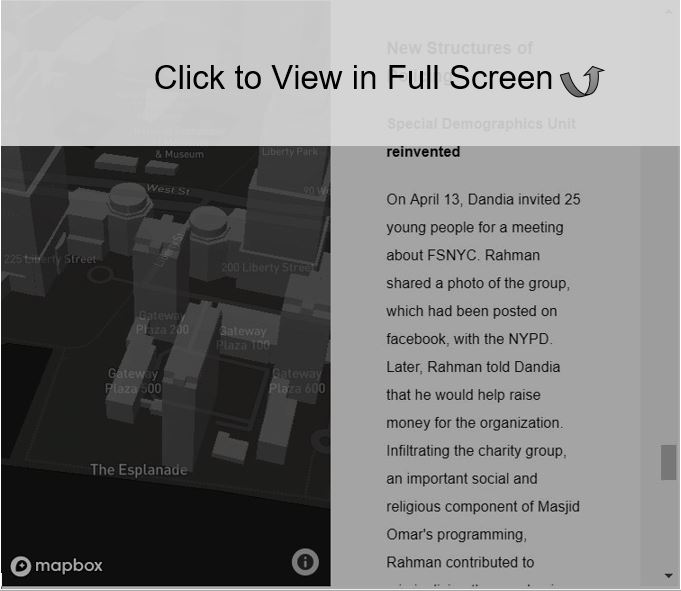 New Structures of
Click to View in Full Screen
Special Demographics Unit
reinvented
On April 13, Dandia invited 25
young people for a meeting
about FSNYC. Rahman
shared a photo of the group,
which had been posted on
facebook, with the NYPD.
Later, Rahman told Dandia
that he would help raise
money for the organization.
Infiltrating the charity group,
an important social and
religious component of Masjid
Omar's programming,
Rahman contributed to
& Museum
Liberty Park
West St
90 W
225 Liberty Street
200 Liberty Street
Gateway
Plaza 200
Gateway
Plaza 100
Gateway
Plaza 500
Gateway
Plaza 600
The Esplanade
mapbox